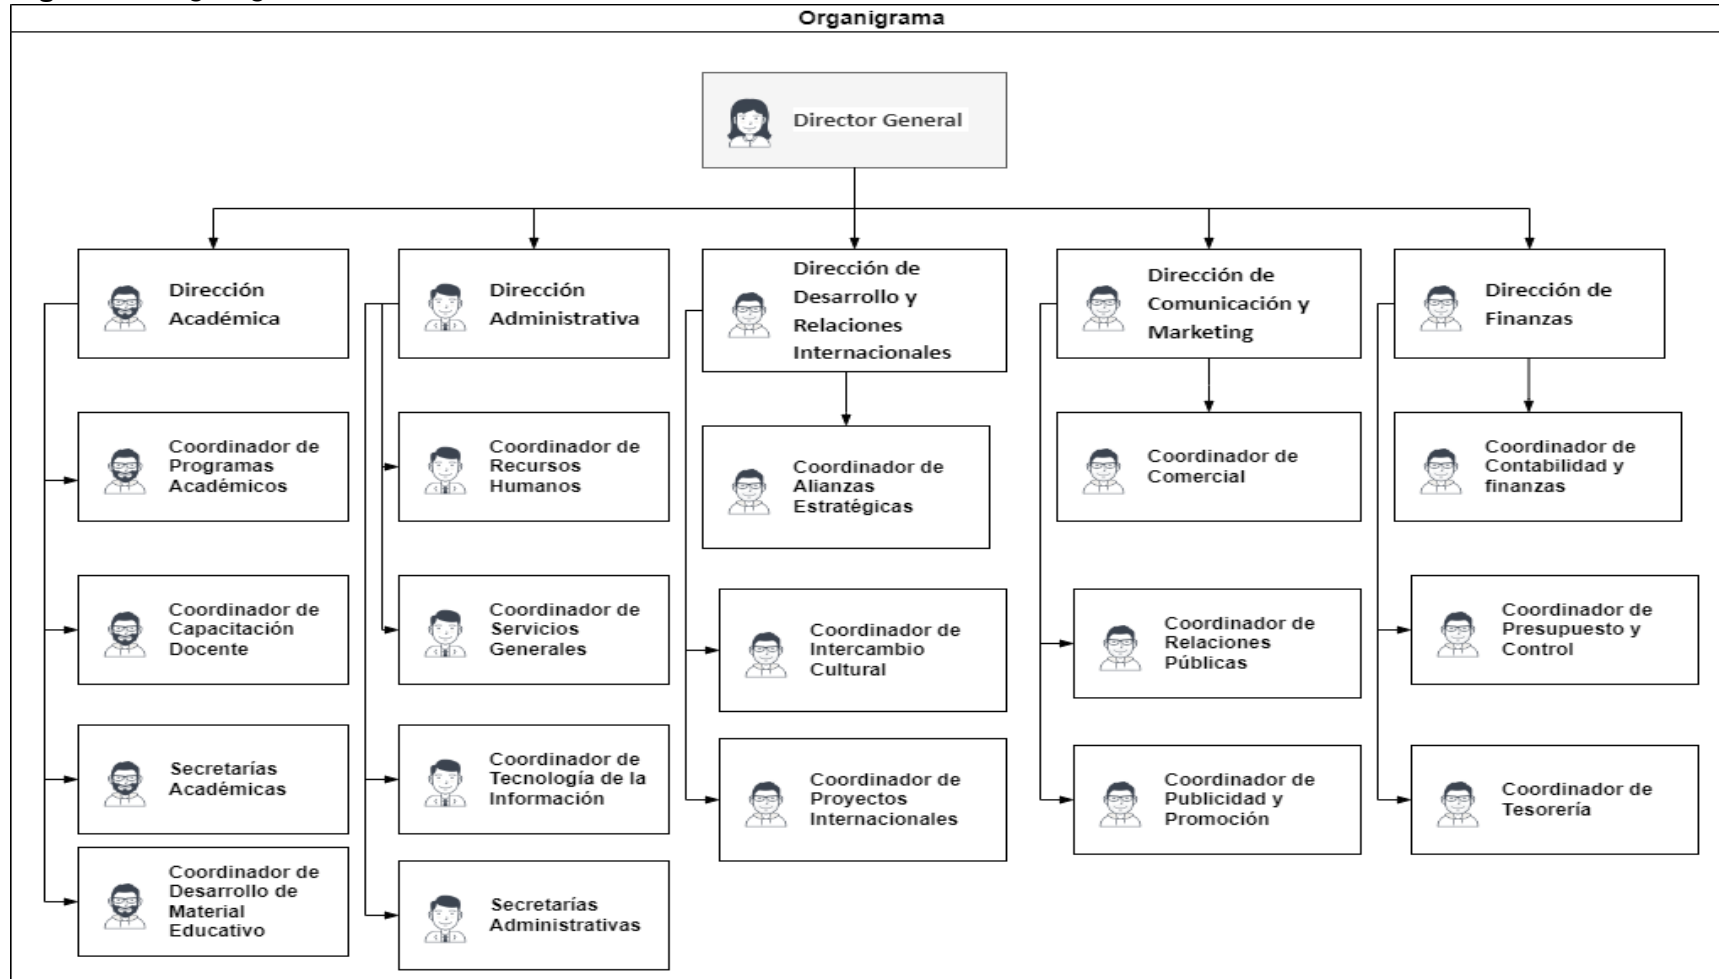 Organigrama
Director General
Dirección
Académica
Dirección
Administrativa
Dirección de
Desarrollo y
Relaciones
Internacionales
Dirección de
Comunicación y
Marketing
Dirección de
Finanzas
Coordinador de
Programas
Académicos
Coordinador de
Recursos
Humanos
Coordinador de
Alianzas
Estratégicas
Coordinador de
Comercial
Coordinador de
Contabilidad y
finanzas
Coordinador de
Capacitación
Docente
Coordinador de
Servicios
Generales
Coordinador de
Intercambio
Cultural
Coordinador de
Relaciones
Públicas
Coordinador de
Presupuesto y
Control
Secretarías
Académicas
Coordinador de
Tecnología de la
Información
Coordinador de
Proyectos
Internacionales
Coordinador de
Publicidad y
Promoción
Coordinador de
Tesorería
Coordinador de
Desarrollo de
Material
Educativo
Secretarías
Administrativas